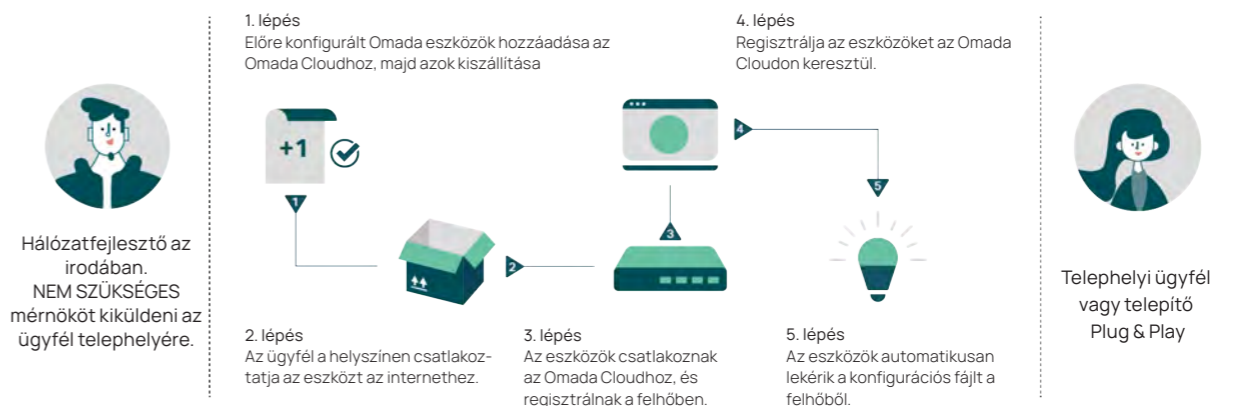 1. lépés
Előre konfigurált Omada eszközök hozzáadása az
Omada Cloudhoz, majd azok kiszállítása
4. lépés
Regisztrálja az eszközöket az Omada
Cloudon keresztül.
+1
1
2
3
4
5
Hálózatfejlesztő az
irodában.
NEM SZÜKSÉGES
mérnököt kiküldeni az
ügyfél telephelyére.
2. lépés
Az ügyfél a helyszínen csatlakoz-
tatja az eszközt az internethez.
3. lépés
Az eszközök csatlakoznak
az Omada Cloudhoz, és
regisztrálnak a felhőben.
5. lépés
Az eszközök automatikusan
lekérik a konfigurációs fájlt a
felhőből.
Telephelyi ügyfél
vagy telepítő
Plug & Play